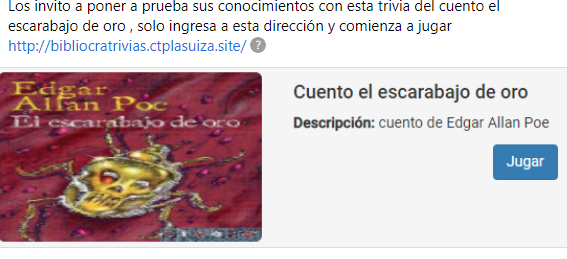 Los invito a poner a prueba sus conocimientos con esta trivia del cuento el
escarabajo de oro , solo ingresa a esta dirección y comienza a jugar
http://bibliocratrivias.ctplasuiza.site/ ?
Edgar
Allan Poe
El escarabajo de oro
Cuento el escarabajo de oro
Descripción: cuento de Edgar Allan Poe
Jugar